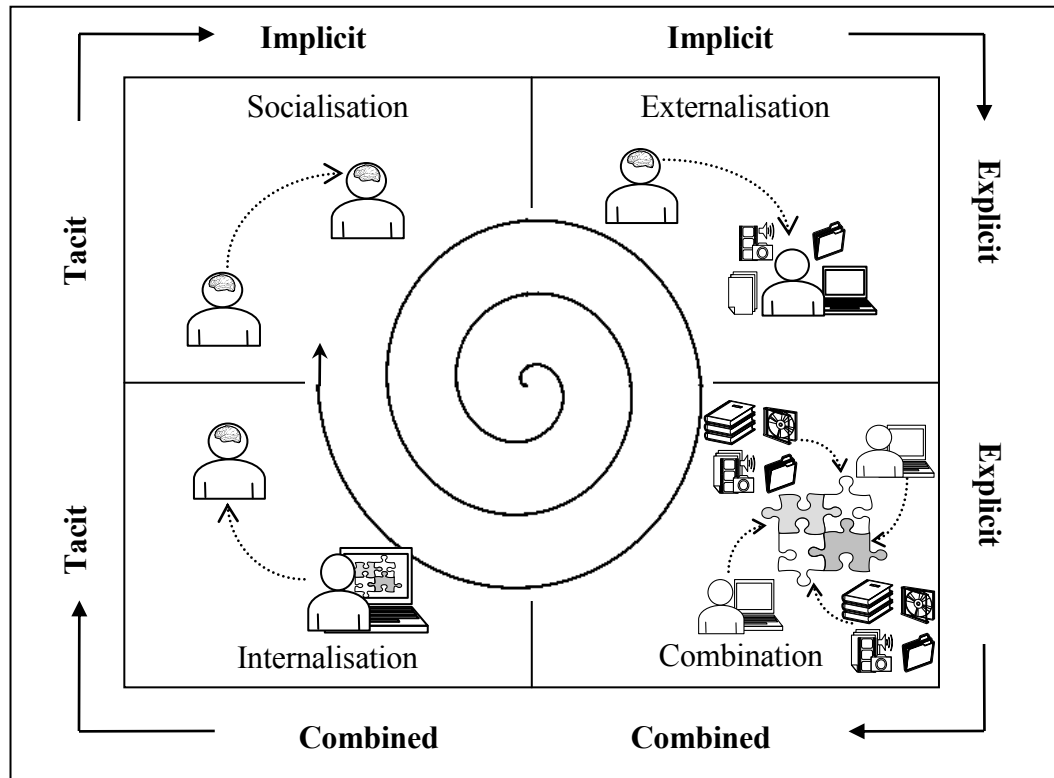 Implicit
Implicit
Socialisation
Externalisation
Tacit
Explicit
Tacit
Explicit
Internalisation
Combination
Combined
Combined